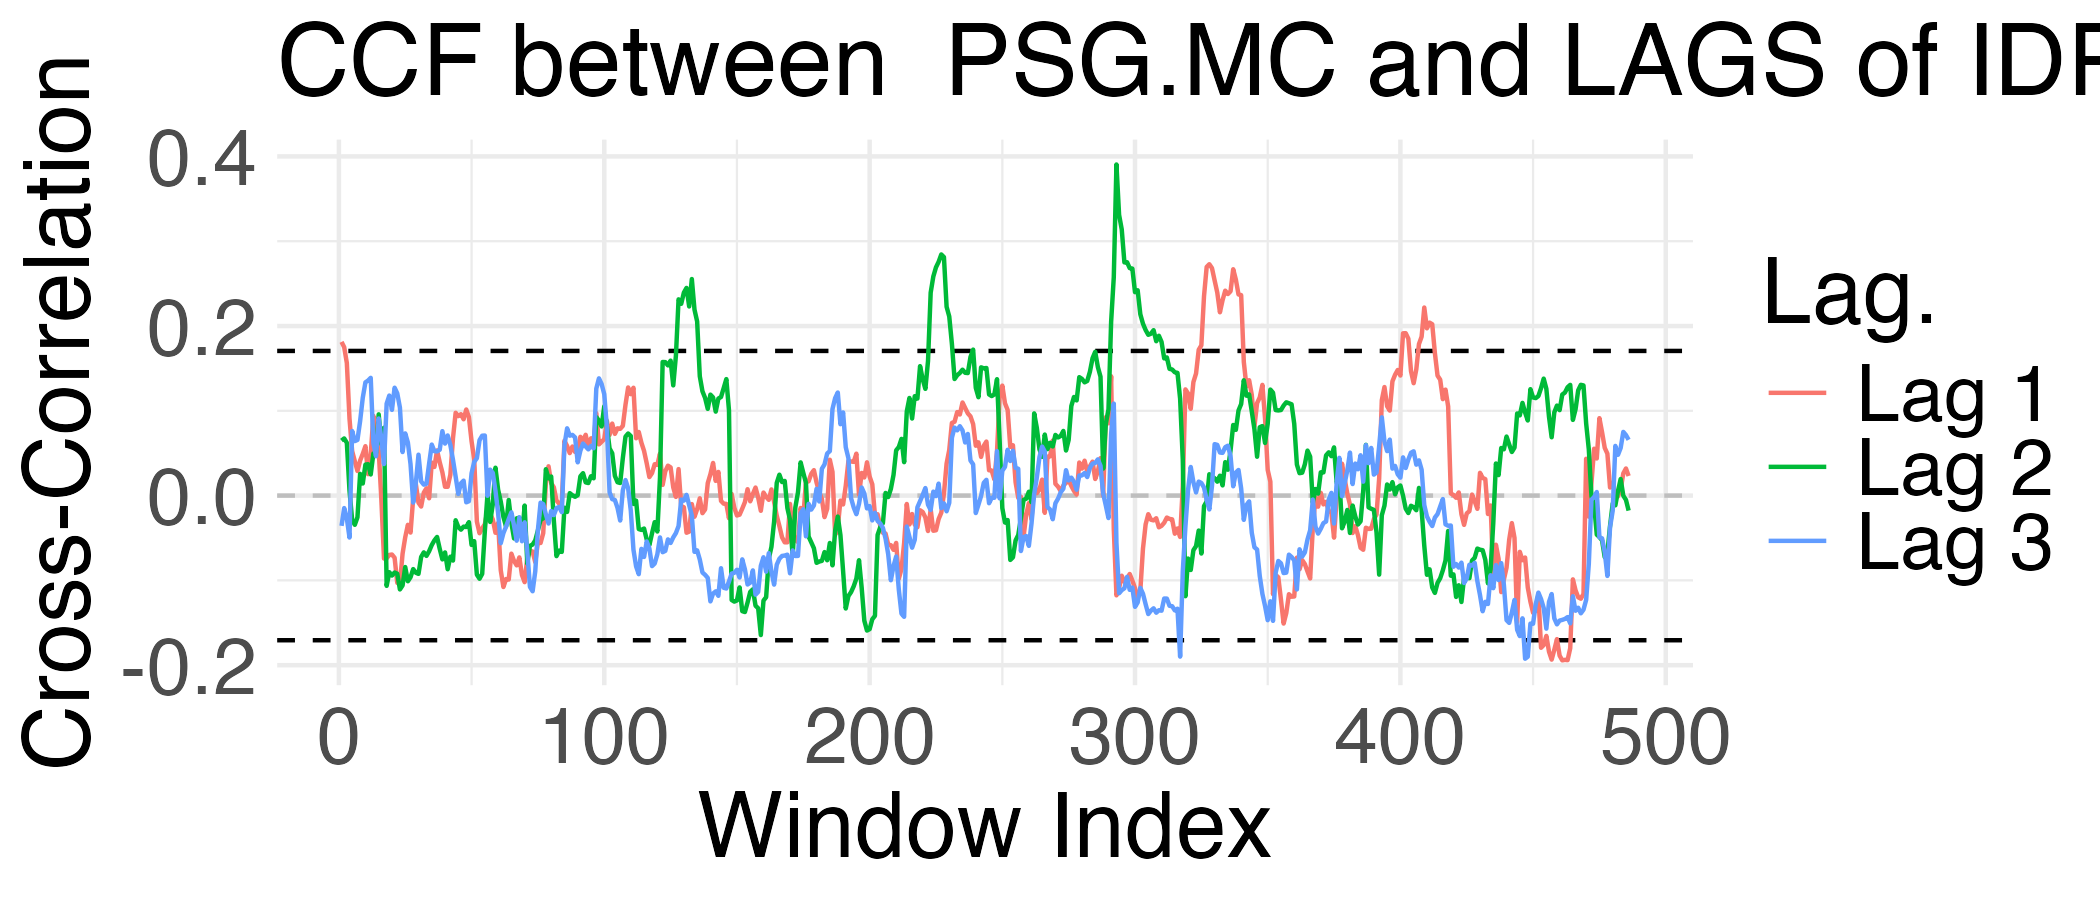 CCF between  PSG.MC and LAGS of
Cross-Correlation
0.4
0.2
0.0
-0.2
0
100
200
300
400
500
Window Index
Lag.
Lag 1
Lag 2
Lag 3